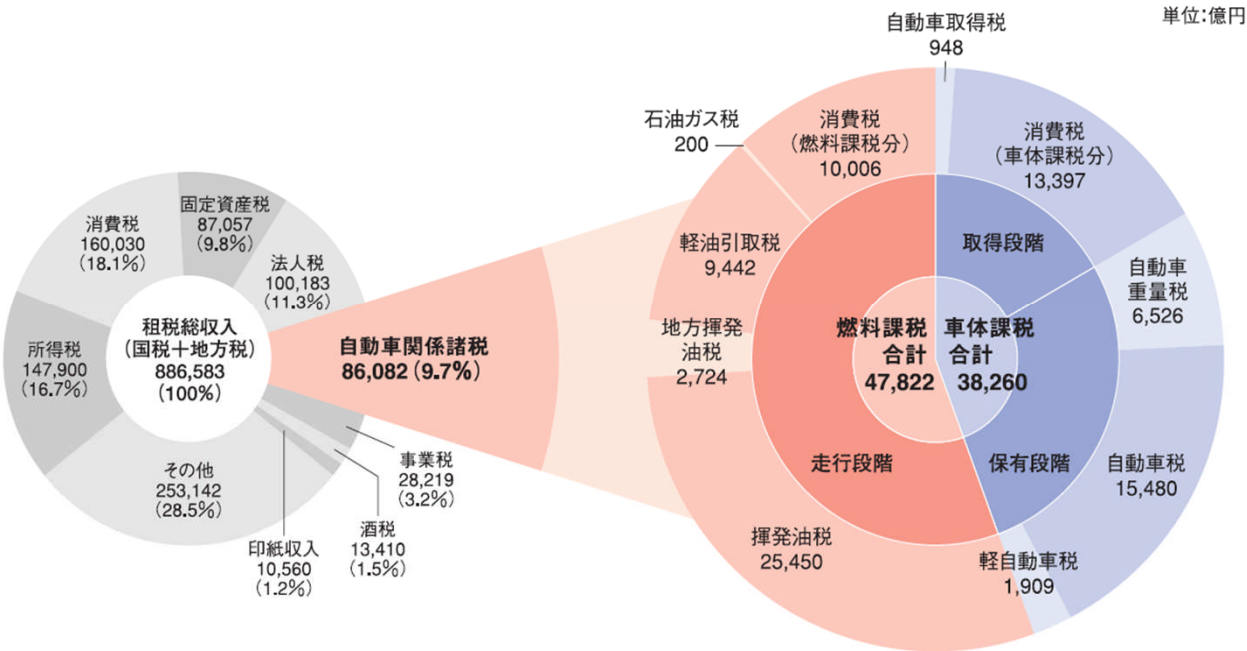 単位:億円
固定資産税
87,057
(9.8%)
消費税
160,030
(18.1%)
法人税
100,183
(11.3%)
租税総収入
(国税+地方税)
886,583
(100%)
所得税
147,900
(16.7%)
その他
253,142
(28.5%)
印紙収入
10,560
(1.2%)
酒税
13,410
(1.5%)
事業税
28,219
(3.2%)
自動車関係諸税
86,082(9.7%)
自動車取得税
948
消費税
(車体課税分)
13,397
石油ガス税
200
消費税
(燃料課税分)
10,006
軽油引取税
9,442
地方揮発
油税
2,724
揮発油税
25,450
走行段階
燃料課税
合計
47,822
車体課税
合計
38,260
取得段階
保有段階
自動車
重量税
6,526
自動車税
15,480
軽自動車税
1,909